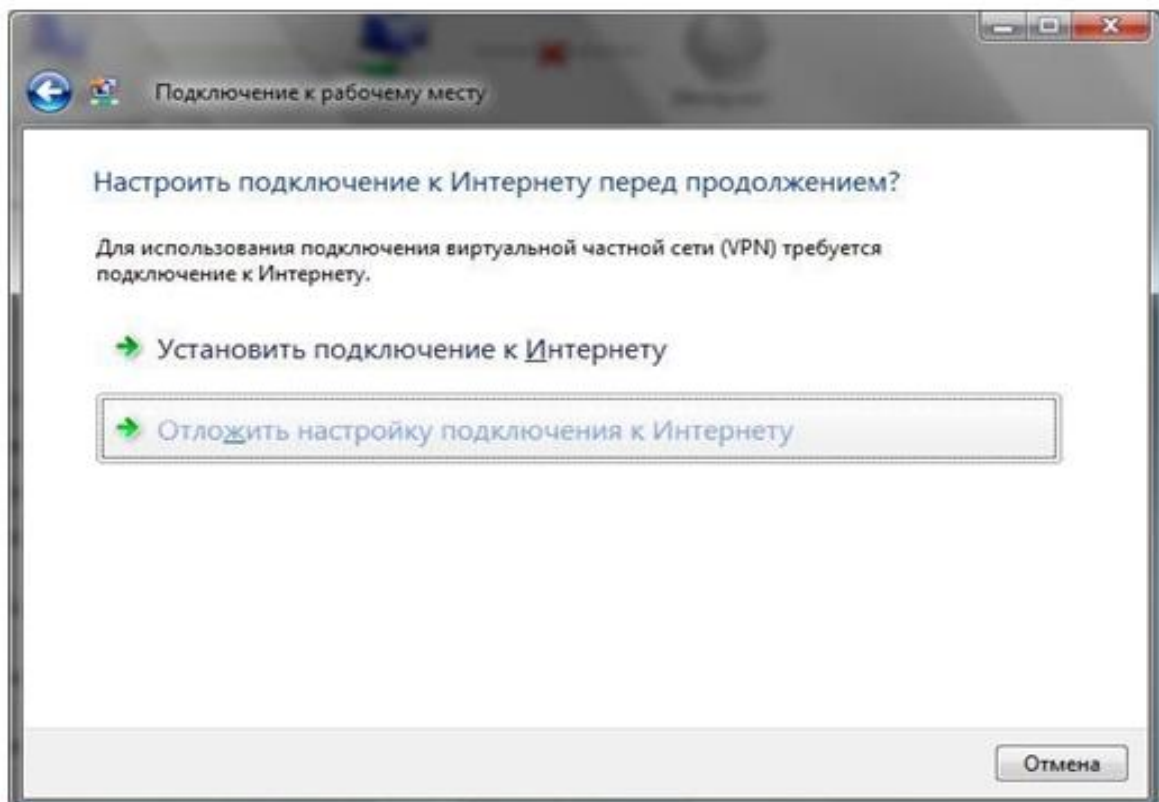 Подключение к рабочему месту
Настроить подключение к Интернету перед продолжением?
Для использования подключения виртуальной частной сети (VPN) требуется
подключение к Интернету.
Установить подключение к Интернету
Отложить настройку подключения к Интернету
Отмена